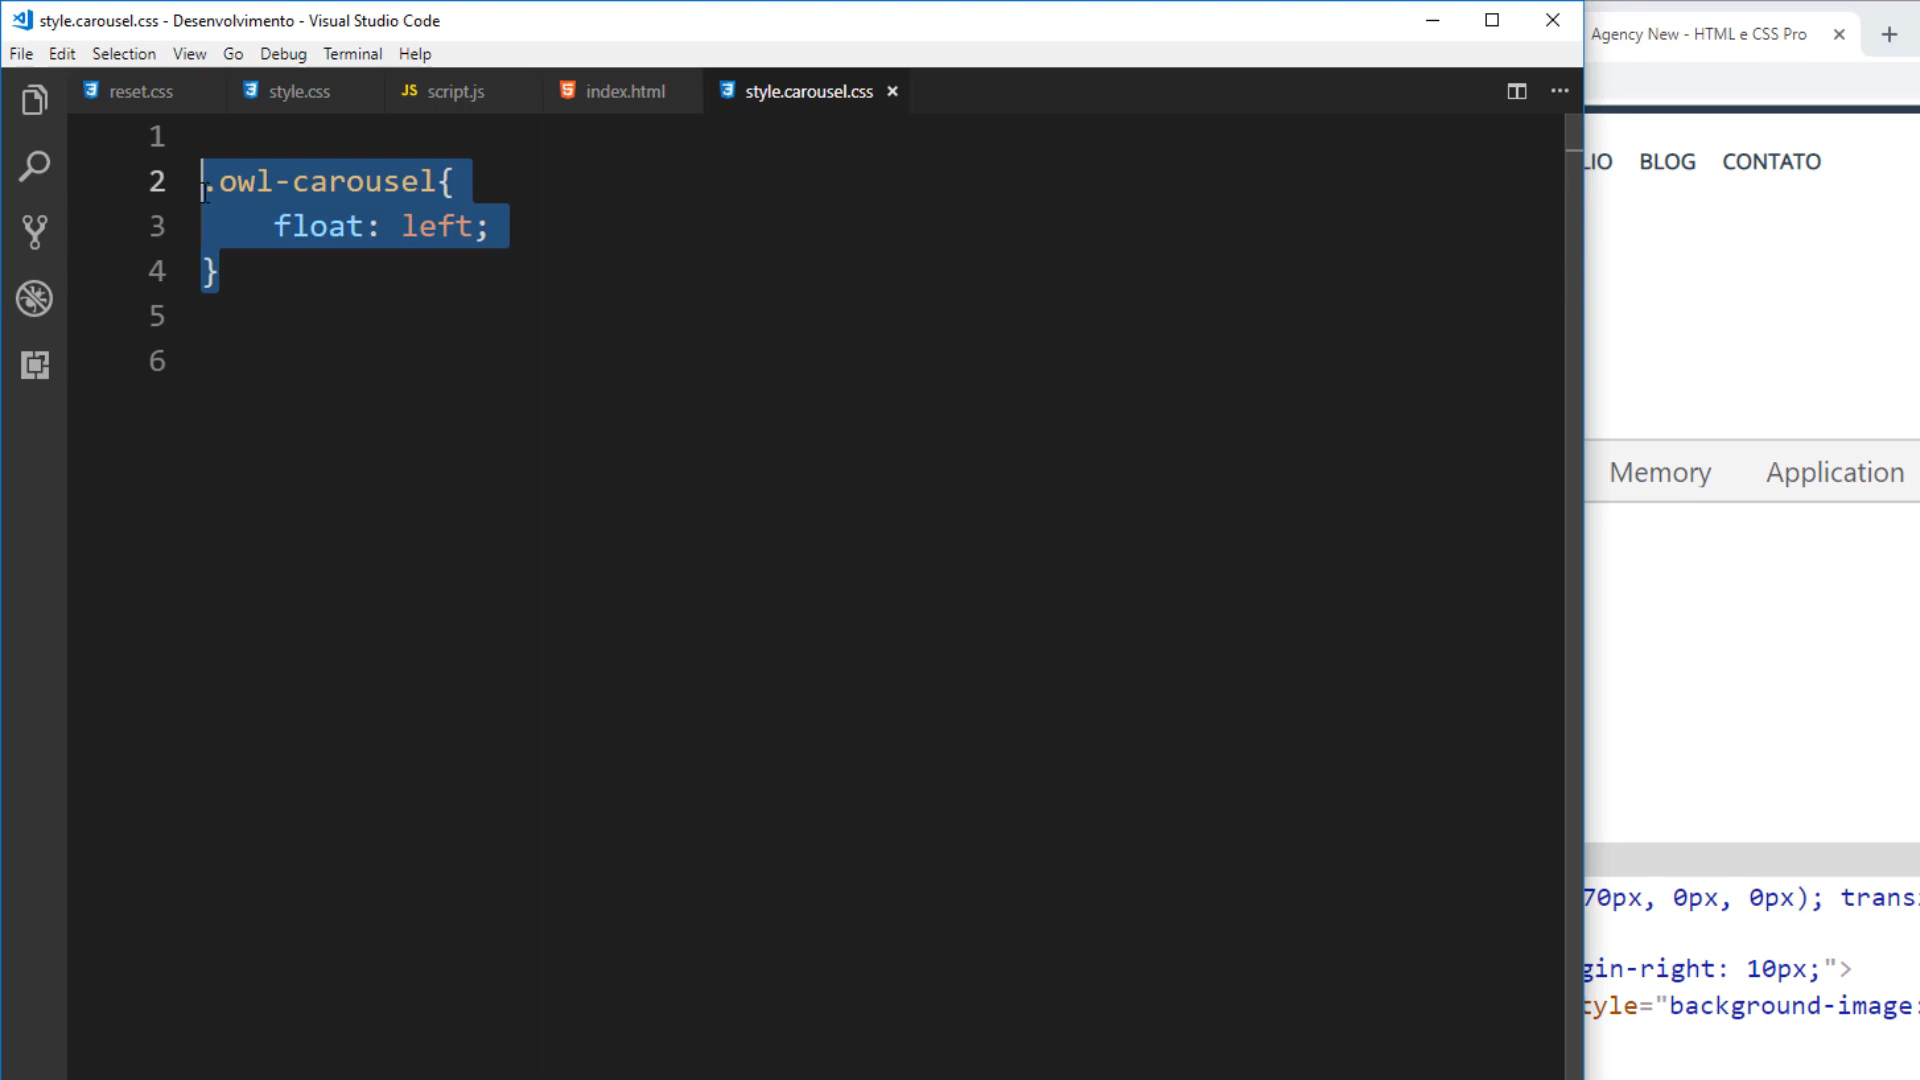 style.carousel.css - Desenvolvimento - Visual Studio Code
File Edit Selection View Go Debug Terminal Help
reset.css style.css JS script.js index.html style.carousel.css
1
2 .owl-carousel{
3 float: left;
4 }
5
6
Agency New - HTML e CSS Pro
LIO BLOG CONTATO
Memory Application
70px, 0px, 0px); transi
gin-right: 10px;">
tyle="background-image: